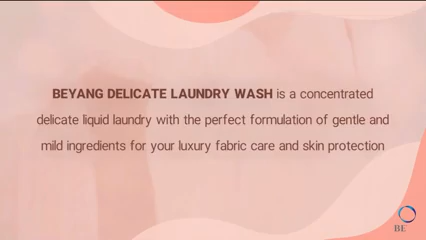 BEYANG DELICATE LAUNDRY WASH is a concentrated
delicate liquid laundry with the perfect formulation of gentle and
mild ingredients for your luxury fabric care and skin protection
BE